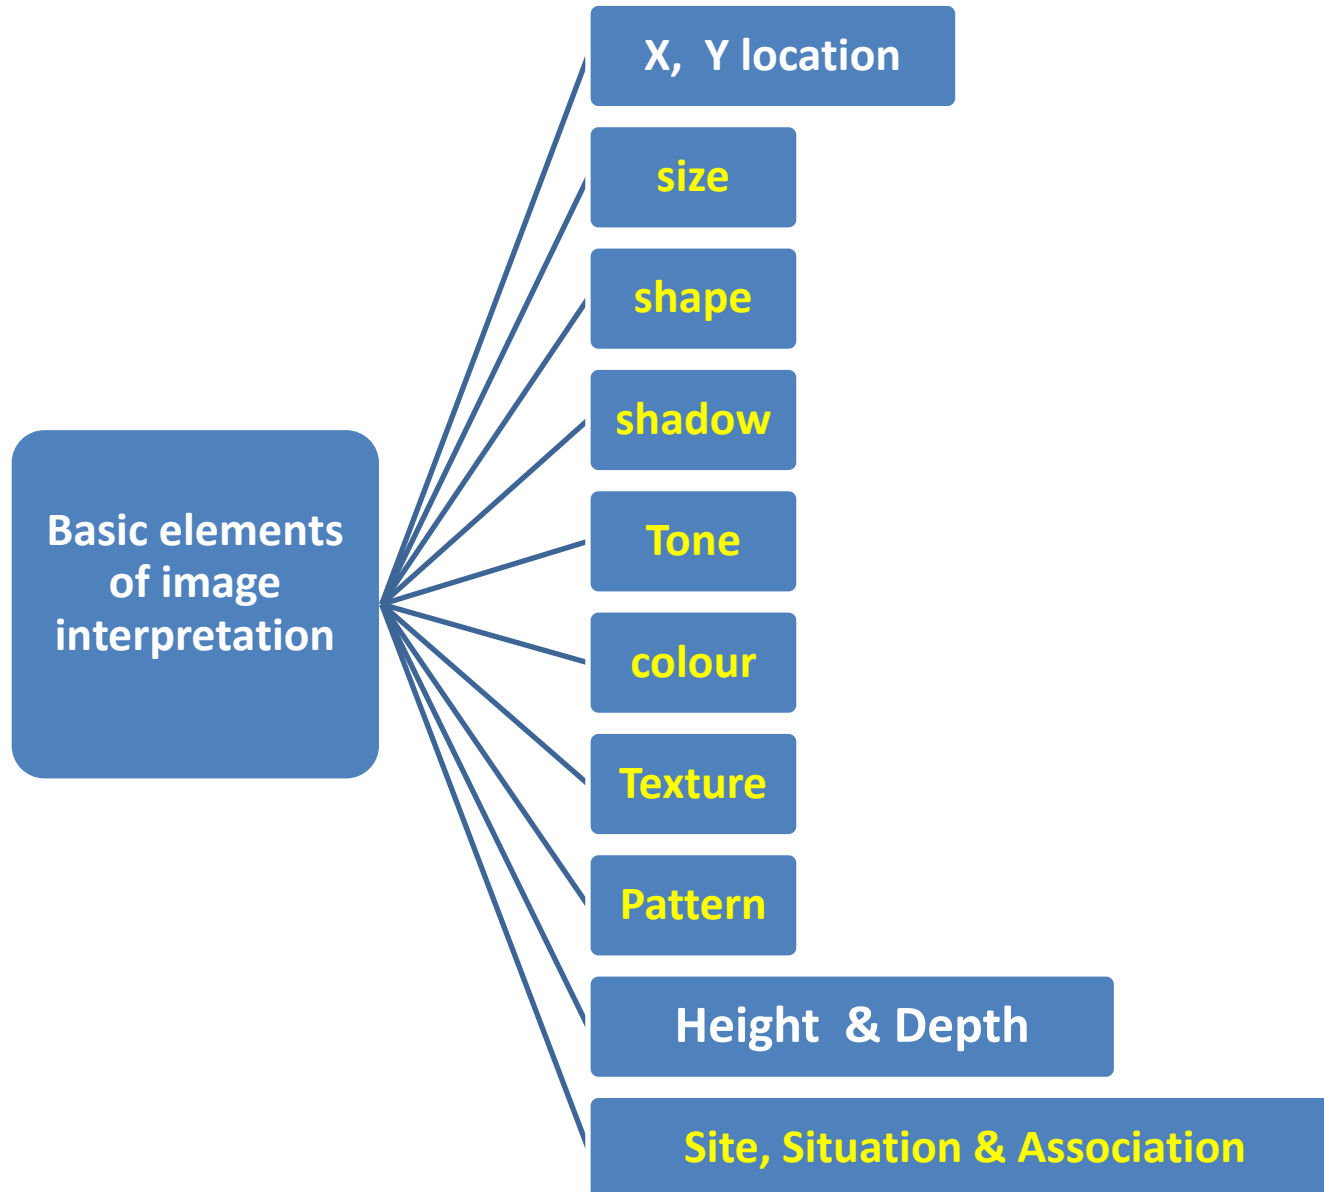 Basic elements
of image
interpretation
X, Y location
size
shape
shadow
Tone
colour
Texture
Pattern
Height & Depth
Site, Situation & Association